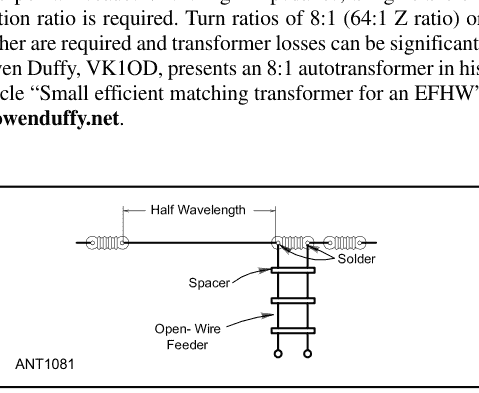 tion ratio is required. Turn ratios of 8:1 (64:1 Z ratio) or
her are required and transformer losses can be significant
ven Duffy, VK1OD, presents an 8:1 autotransformer in his
cle “Small efficient matching transformer for an EFHW”
owenduffy.net.
Half Wavelength
Solder
Spacer
Open- Wire
Feeder
ANT1081